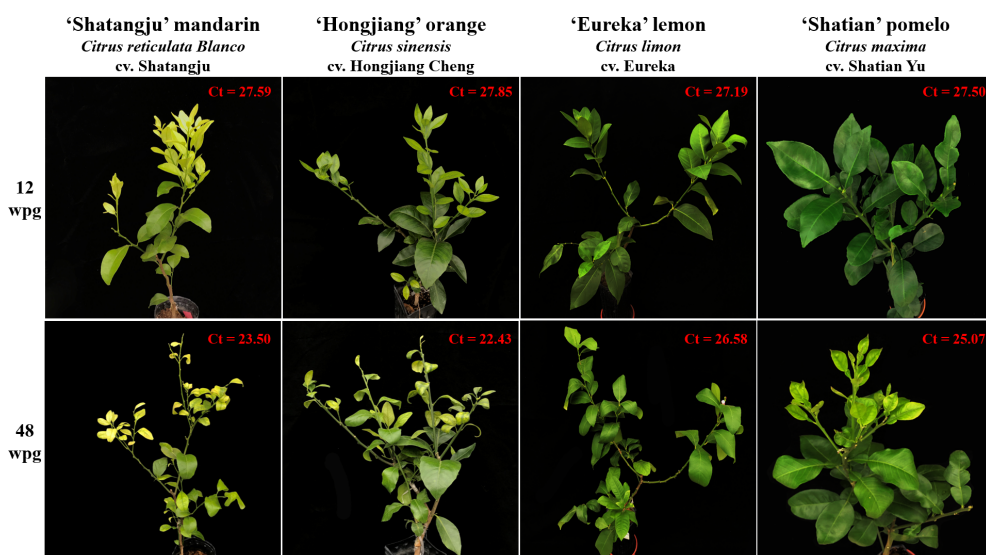 ‘Shatangju’ mandarin
Citrus reticulata Blanco
cv. Shatangju
‘Hongjiang’ orange
Citrus sinensis
cv. Hongjiang Cheng
‘Eureka’ lemon
Citrus limon
cv. Eureka
‘Shatian’ pomelo
Citrus maxima
cv. Shatian Yu
12
wpg
Ct = 27.59
Ct = 27.85
Ct = 27.19
Ct = 27.50
48
wpg
Ct = 23.50
Ct = 22.43
Ct = 26.58
Ct = 25.07